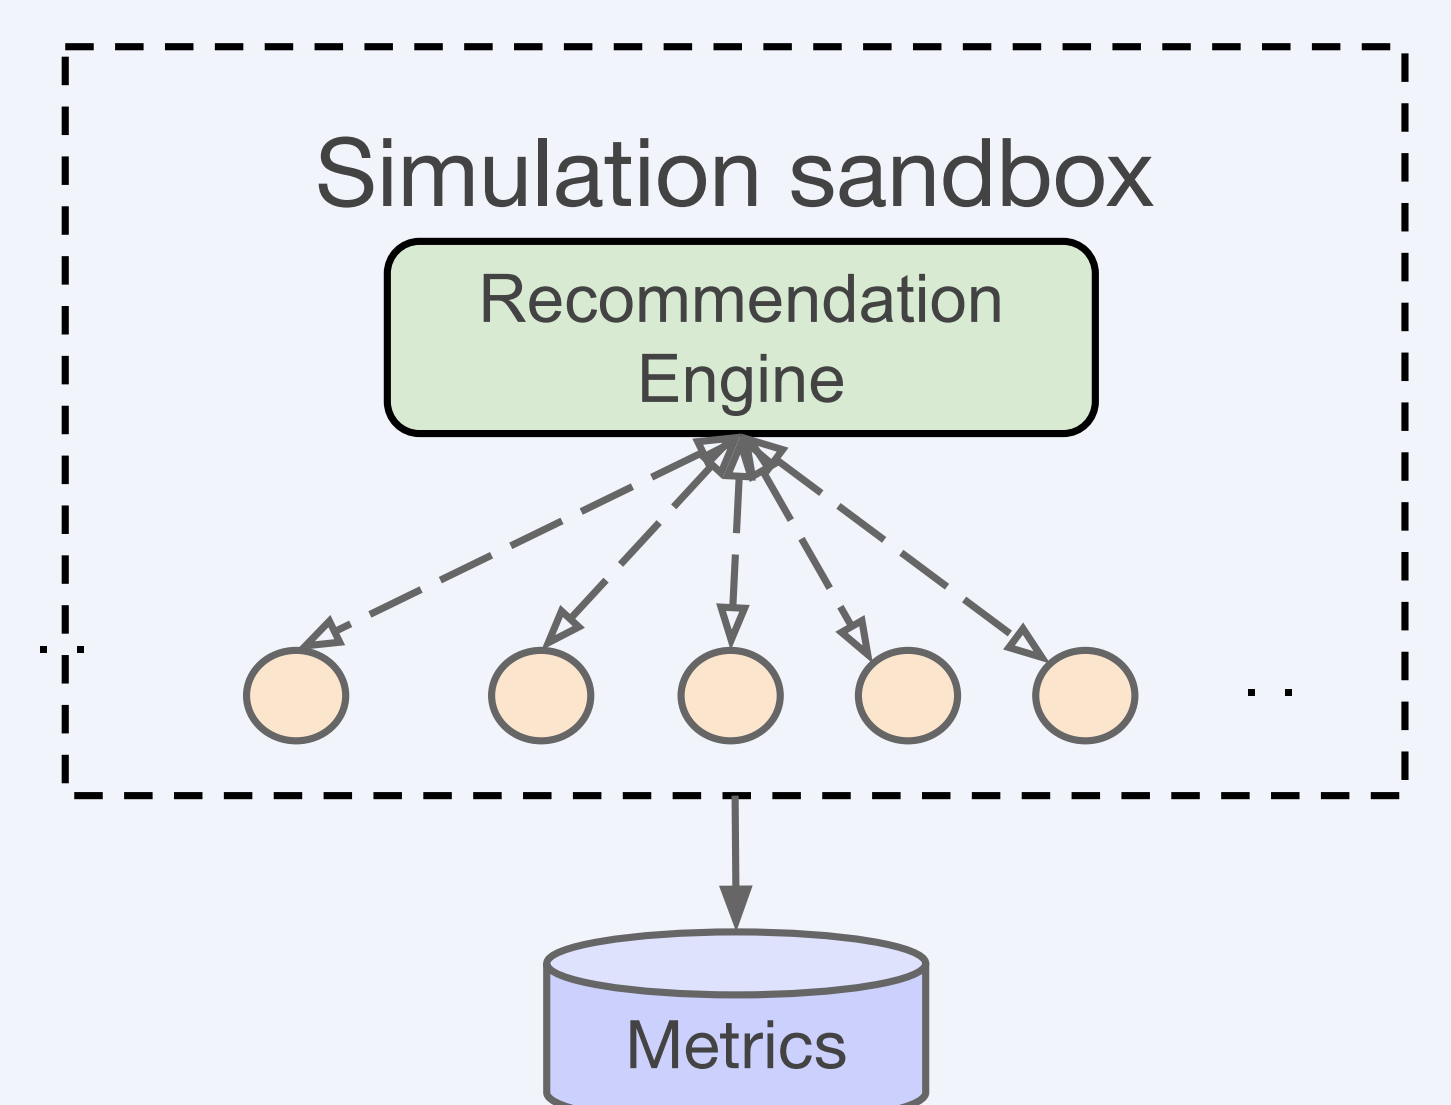 Simulation sandbox
Recommendation
Engine
. .
. .
Metrics